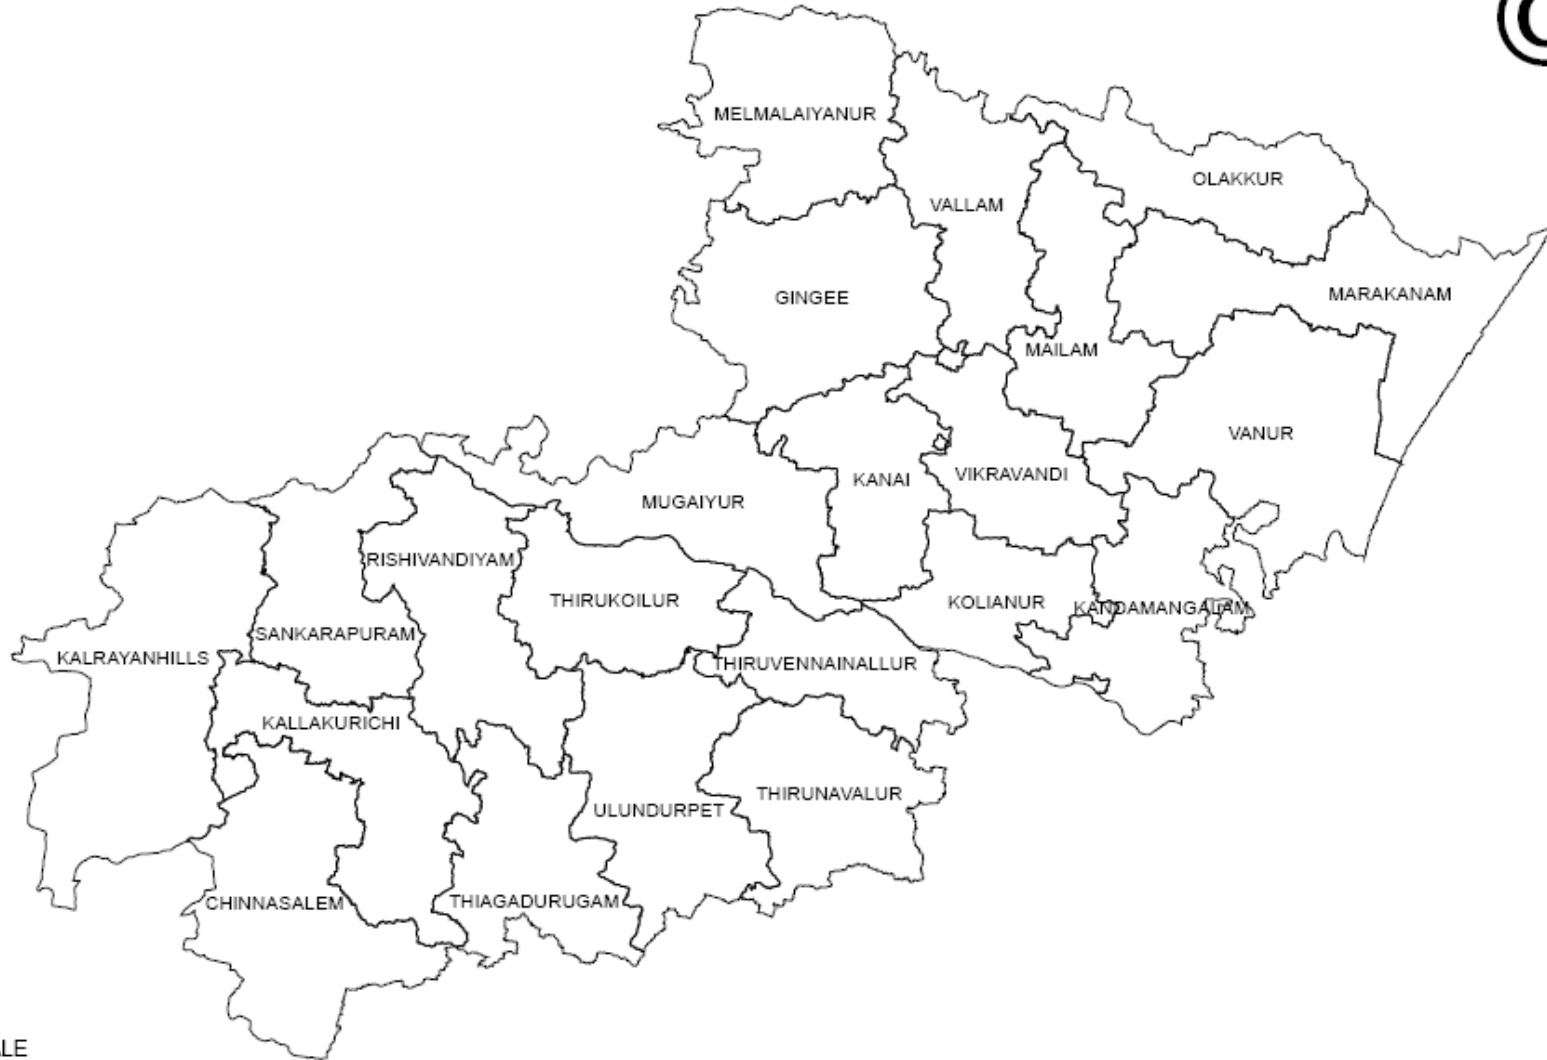 ©
MELMALAIYANUR
OLAKKUR
VALLAM
MARAKANAM
GINGEE
MAILAM
VANUR
VIKRAVANDI
KANAI
MUGAIYUR
RISHIVANDIYAM
THIRUKOILUR
KOLIANUR
KANDAMANGALAM
SANKARAPURAM
KALRAYANHILLS
THIRUVENNAINALLUR
KALLAKURICHI
THIRUNAVALUR
ULUNDURPET
THIAGADURUGAM
CHINNASALEM
LE